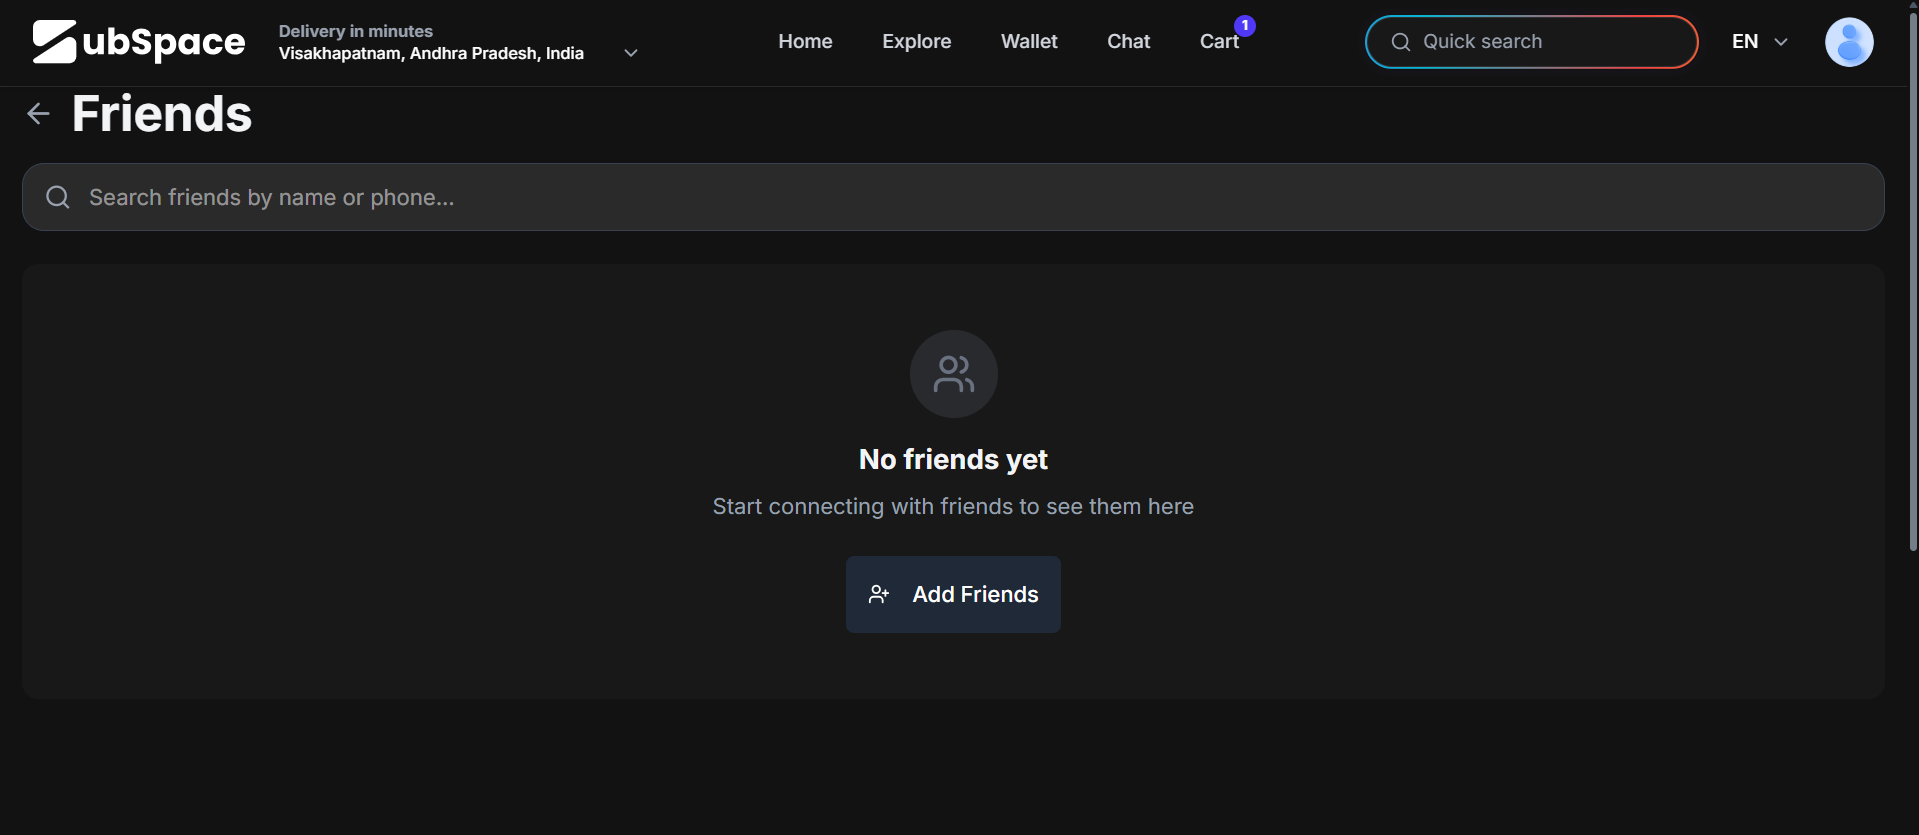 ubSpace
Delivery in minutes
Visakhapatnam, Andhra Pradesh, India
Home
Explore
Wallet
Chat
Cart
1
Quick search
EN
Friends
Search friends by name or phone...
No friends yet
Start connecting with friends to see them here
Add Friends